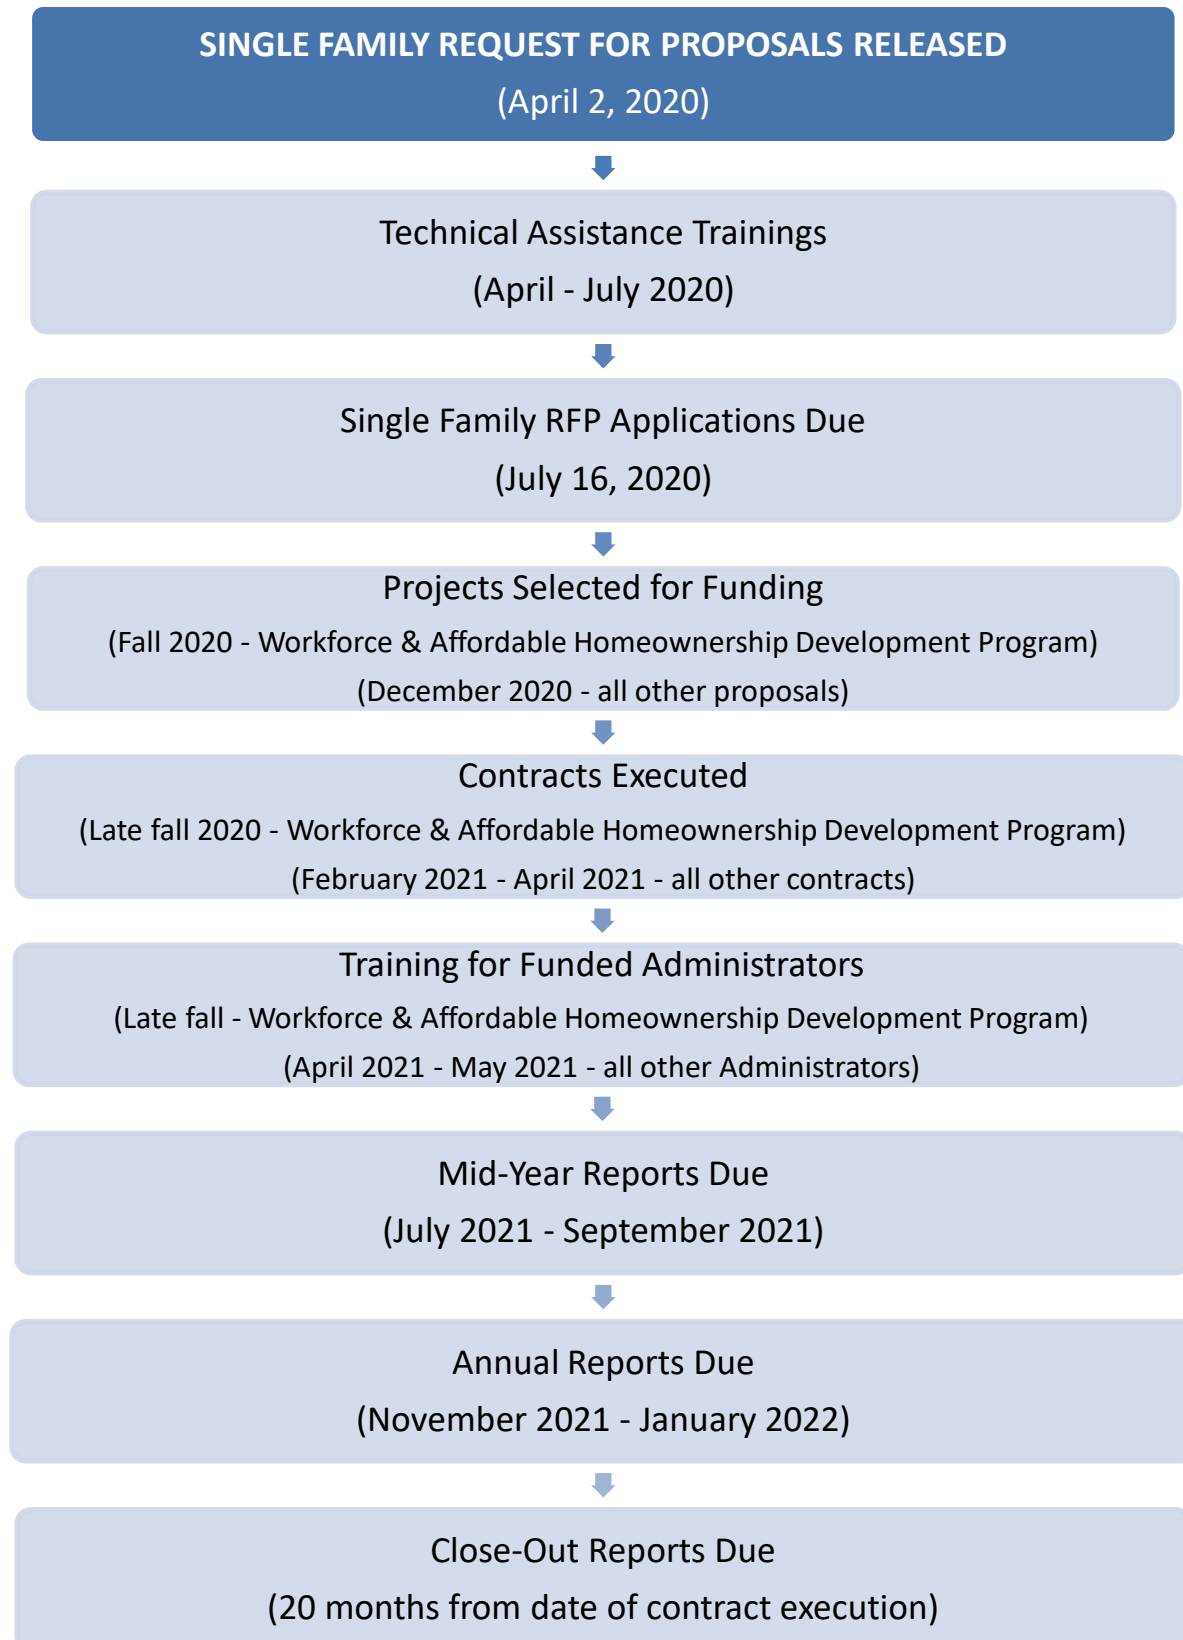 SINGLE FAMILY REQUEST FOR PROPOSALS RELEASED
(April 2, 2020)
Technical Assistance Trainings
(April - July 2020)
Single Family RFP Applications Due
(July 16, 2020)
Projects Selected for Funding
(Fall 2020 - Workforce & Affordable Homeownership Development Program)
(December 2020 - all other proposals)
Contracts Executed
(Late fall 2020 - Workforce & Affordable Homeownership Development Program)
(February 2021 - April 2021 - all other contracts)
Training for Funded Administrators
(Late fall - Workforce & Affordable Homeownership Development Program)
(April 2021 - May 2021 - all other Administrators)
Mid-Year Reports Due
(July 2021 - September 2021)
Annual Reports Due
(November 2021 - January 2022)
Close-Out Reports Due
(20 months from date of contract execution)